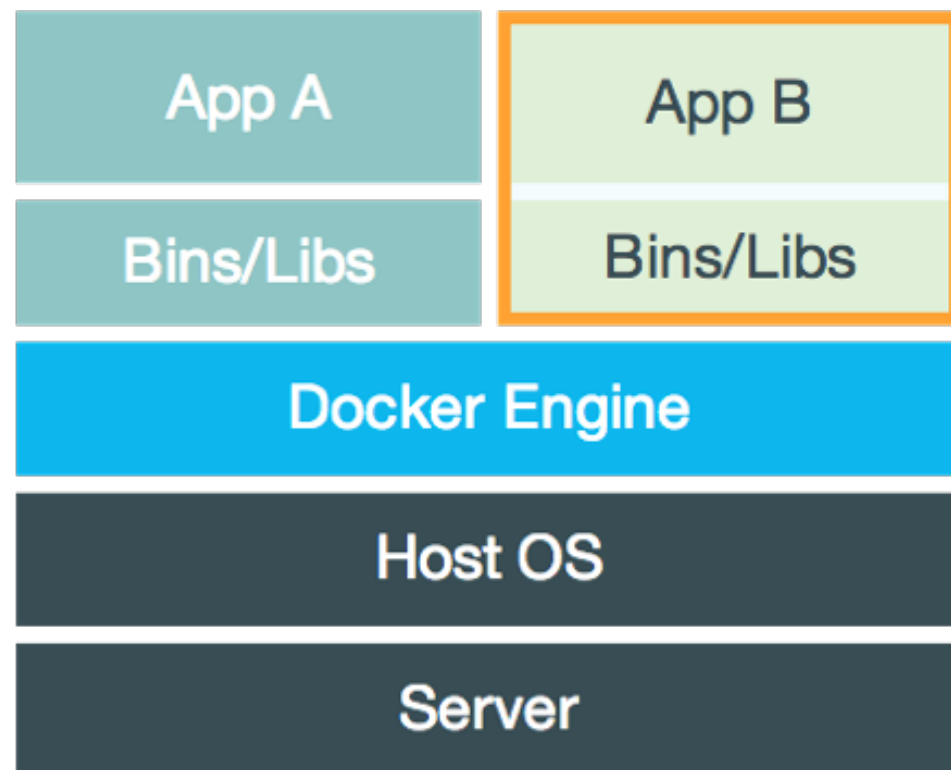 App A
App B
Bins/Libs
Bins/Libs
Docker Engine
Host OS
Server